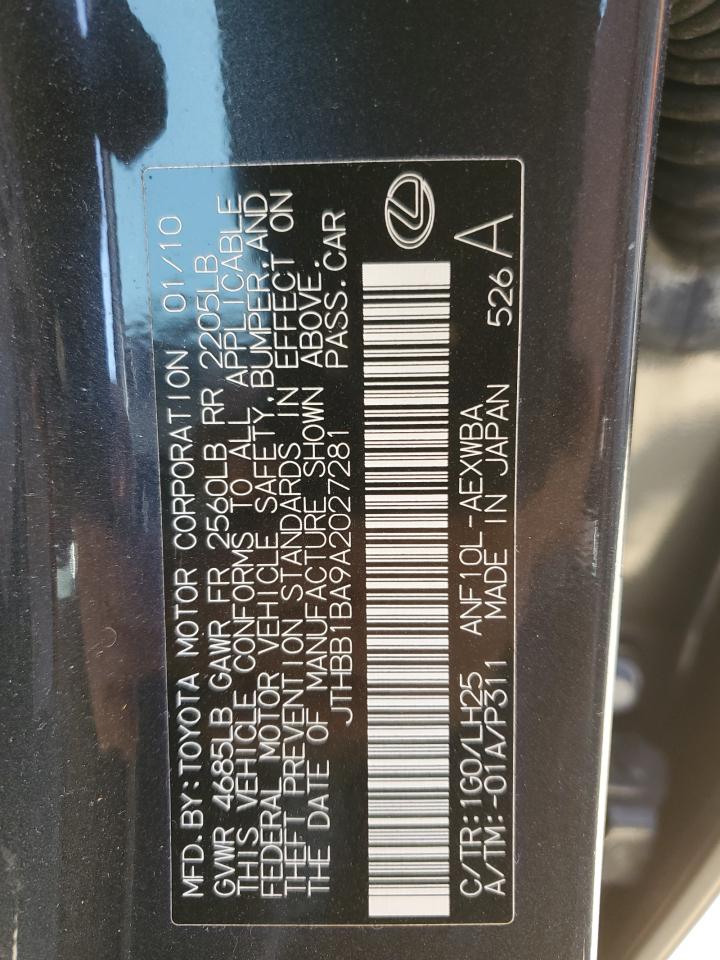 MFD. BY: TOYOTA MOTOR CORPORATION 01/10
GVWR 4685LB GAWR FR 2560LB RR 2205LB
THIS VEHICLE CONFORMS TO ALL APPLICABLE
FEDERAL MOTOR VEHICLE SAFETY, BUMPER, AND
THEFT PREVENTION STANDARDS IN EFFECT ON
THE DATE OF MANUFACTURE SHOWN ABOVE.
JTHBB1BA9A2027281 PASS. CAR
C/TR:1G0/LH25 ANF10L-AEXWBA 526 A
A/TM:-01A/P311 MADE IN JAPAN